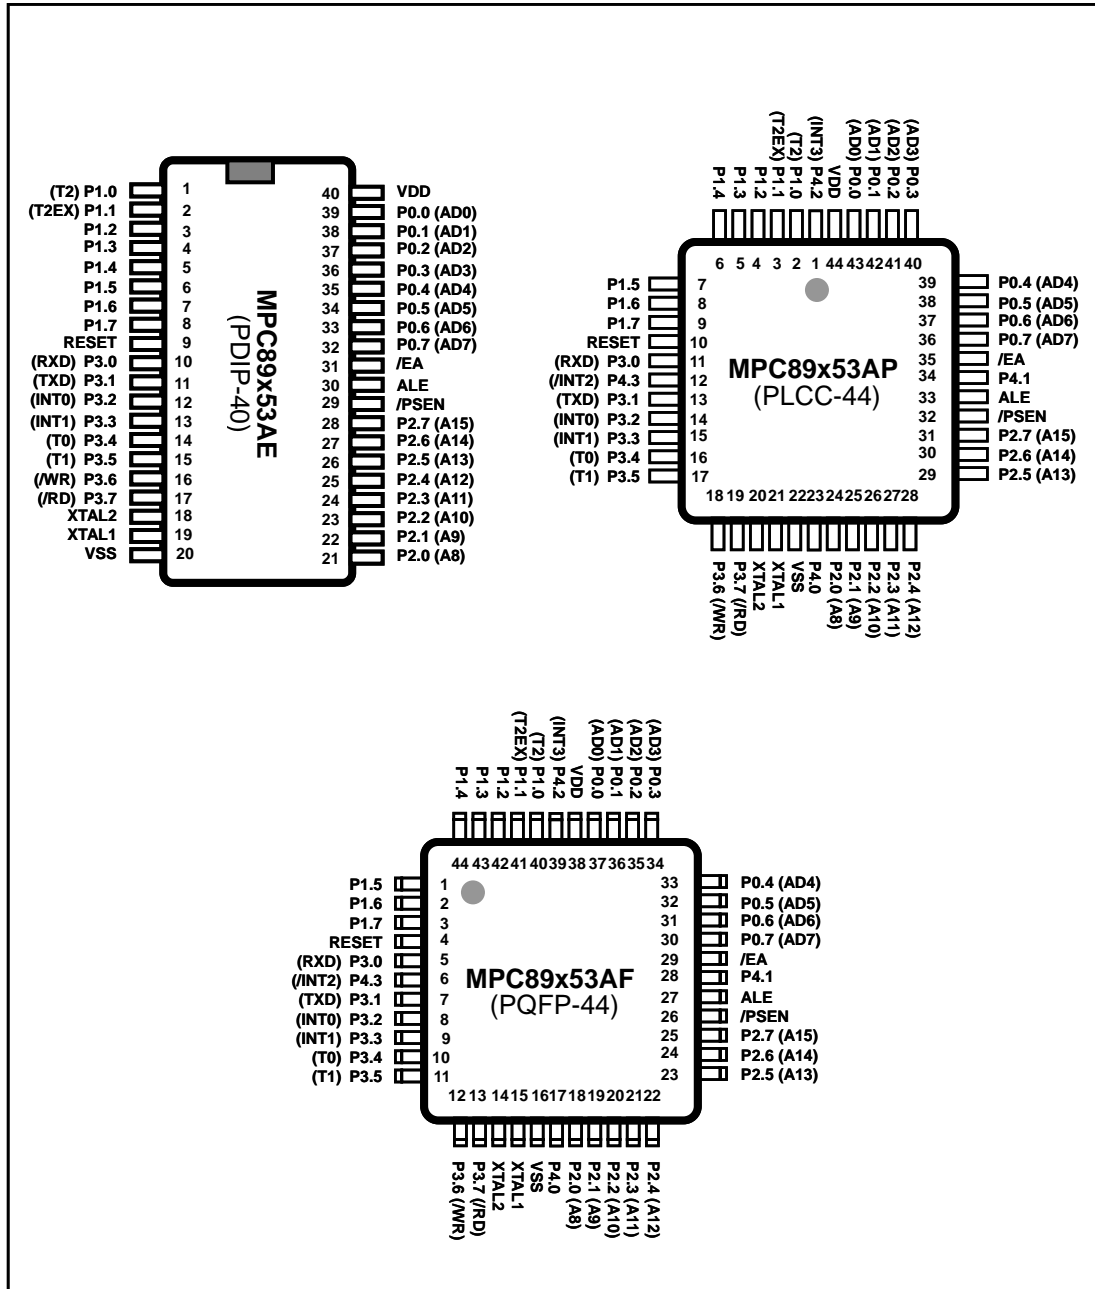 (T2) P1.0 1 40 VDD
(T2EX) P1.1 2 39 P0.0 (AD0)
P1.2 3 38 P0.1 (AD1)
P1.3 4 37 P0.2 (AD2)
P1.4 5 36 P0.3 (AD3)
P1.5 6 35 P0.4 (AD4)
P1.6 7 34 P0.5 (AD5)
P1.7 8 33 P0.6 (AD6)
RESET 9 32 P0.7 (AD7)
(RXD) P3.0 10 31 /EA
(TXD) P3.1 11 30 ALE
(INT0) P3.2 12 29 /PSEN
(INT1) P3.3 13 28 P2.7 (A15)
(T0) P3.4 14 27 P2.6 (A14)
(T1) P3.5 15 26 P2.5 (A13)
(/WR) P3.6 16 25 P2.4 (A12)
(/RD) P3.7 17 24 P2.3 (A11)
XTAL2 18 23 P2.2 (A10)
XTAL1 19 22 P2.1 (A9)
VSS 20 21 P2.0 (A8)
MPC89x53AE
(PDIP-40)
P1.4
P1.3
P1.2
(T2EX) P1.1
(T2) P1.0
(INT3) P4.2
VDD
(AD0) P0.0
(AD1) P0.1
(AD2) P0.2
(AD3) P0.3
6 5 4 3 2 1 44 43 42 41 40
P1.5 7 39 P0.4 (AD4)
P1.6 8 38 P0.5 (AD5)
P1.7 9 37 P0.6 (AD6)
RESET 10 36 P0.7 (AD7)
(RXD) P3.0 11 35 /EA
(/INT2) P4.3 12 34 P4.1
(TXD) P3.1 13 33 ALE
(INT0) P3.2 14 32 /PSEN
(INT1) P3.3 15 31 P2.7 (A15)
(T0) P3.4 16 30 P2.6 (A14)
(T1) P3.5 17 29 P2.5 (A13)
MPC89x53AP
(PLCC-44)
18 19 20 21 22 23 24 25 26 27 28
P3.6 (/WR)
P3.7 (/RD)
XTAL2
XTAL1
VSS
P4.0
P2.0 (A8)
P2.1 (A9)
P2.2 (A10)
P2.3 (A11)
P2.4 (A12)
P1.4
P1.3
P1.2
(T2EX) P1.1
(T2) P1.0
(INT3) P4.2
VDD
(AD0) P0.0
(AD1) P0.1
(AD2) P0.2
(AD3) P0.3
44 43 42 41 40 39 38 37 36 35 34
P1.5 1 33 P0.4 (AD4)
P1.6 2 32 P0.5 (AD5)
P1.7 3 31 P0.6 (AD6)
RESET 4 30 P0.7 (AD7)
(RXD) P3.0 5 29 /EA
(/INT2) P4.3 6 28 P4.1
(TXD) P3.1 7 27 ALE
(INT0) P3.2 8 26 /PSEN
(INT1) P3.3 9 25 P2.7 (A15)
(T0) P3.4 10 24 P2.6 (A14)
(T1) P3.5 11 23 P2.5 (A13)
MPC89x53AF
(PQFP-44)
12 13 14 15 16 17 18 19 20 21 22
P3.6 (/WR)
P3.7 (/RD)
XTAL2
XTAL1
VSS
P4.0
P2.0 (A8)
P2.1 (A9)
P2.2 (A10)
P2.3 (A11)
P2.4 (A12)